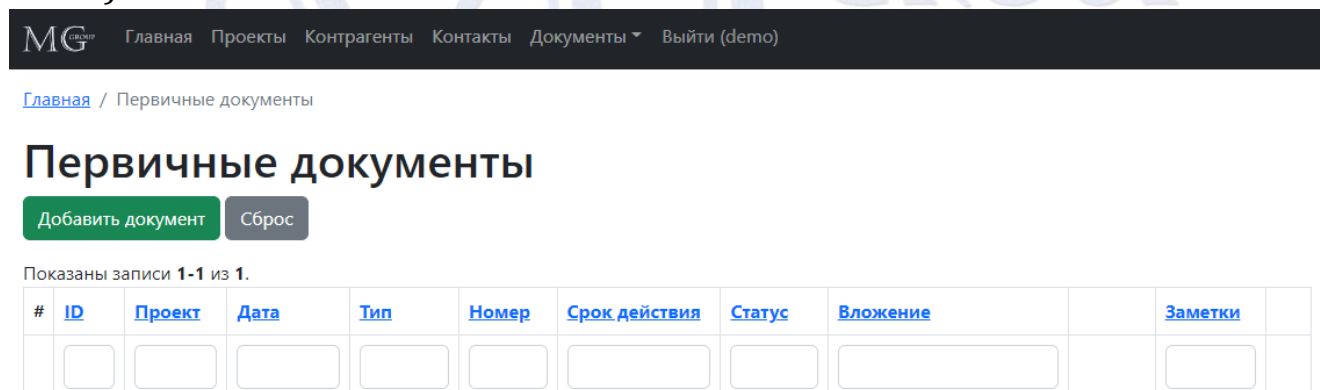 MG GROUP Главная Проекты Контрагенты Контакты Документы Выйти (demo)
Главная / Первичные документы
Первичные документы
Добавить документ Сброс
Показаны записи 1-1 из 1.
# ID Проект Дата Тип Номер Срок действия Статус Вложение Заметки